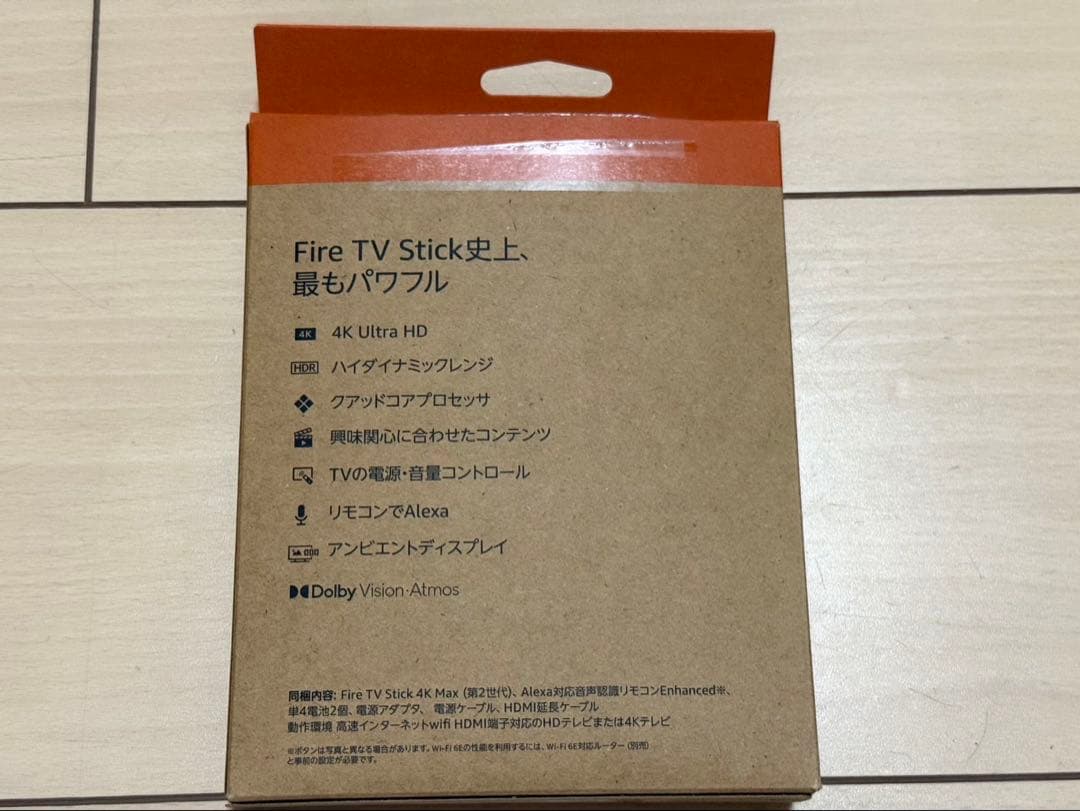 Fire TV Stick史上、
最もパワフル
4K 4K Ultra HD
HDR ハイダイナミックレンジ
クアッドコアプロセッサ
興味関心に合わせたコンテンツ
TVの電源・音量コントロール
リモコンでAlexa
アンビエントディスプレイ
Dolby Vision·Atmos
同梱内容: Fire TV Stick 4K Max (第2世代)、Alexa対応音声認識リモコンEnhanced※、
単4電池2個、電源アダプタ、 電源ケーブル、HDMI延長ケーブル
動作環境 高速インターネットwifi HDMI端子対応のHDテレビまたは4Kテレビ
※ボタンは写真と異なる場合があります。Wi-Fi 6Eの性能を利用するには、Wi-Fi 6E対応ルーター (別売)
と事前の設定が必要です。